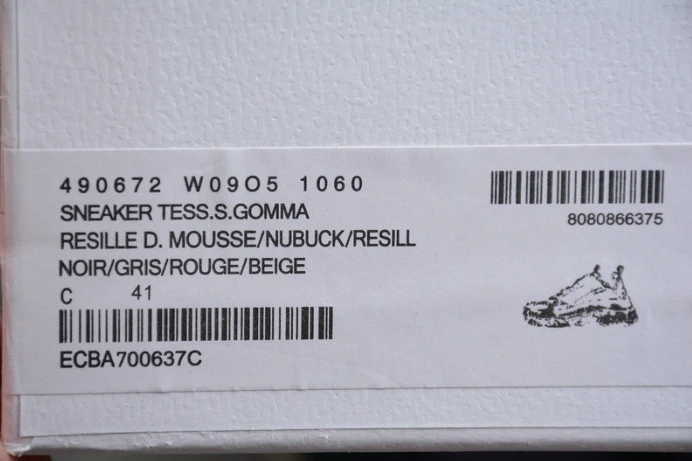 490672 W09O5 1060
SNEAKER TESS.S.GOMMA
RESILLE D. MOUSSE/NUBUCK/RESILL
NOIR/GRIS/ROUGE/BEIGE
C 41
ECBA700637C
8080866375